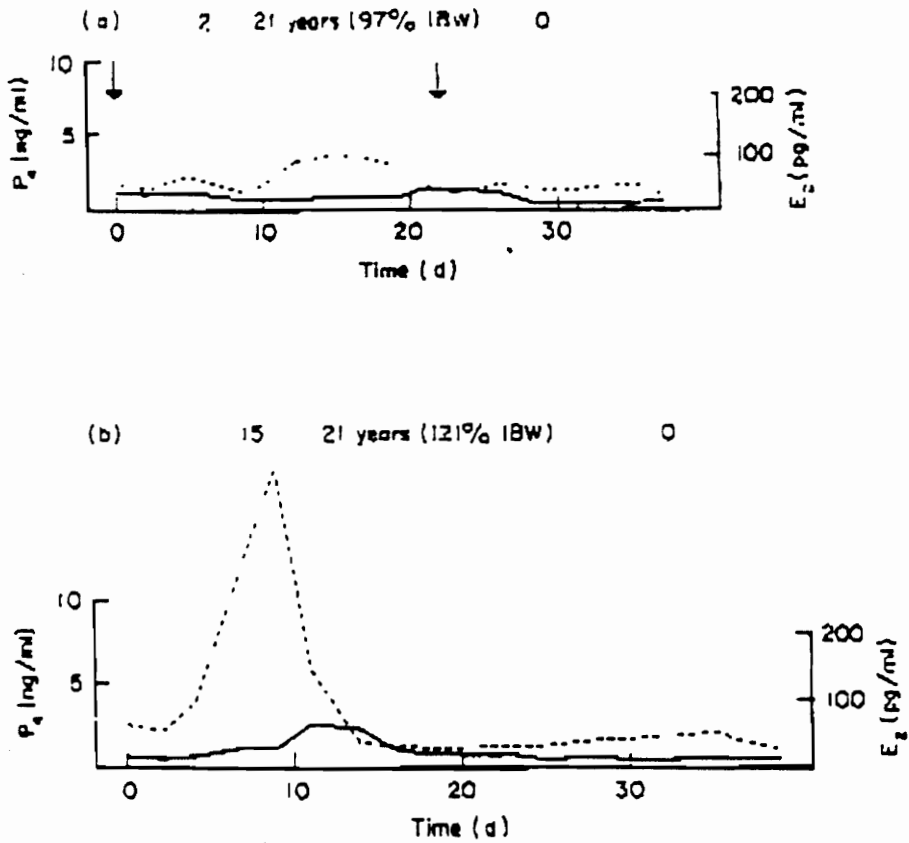 (a) 2 21 years (97% IBW) 0
10
5
P₄ (ng/ml)
200
100
E₂ (pg/ml)
0 10 20 30
Time (d)
(b) 15 21 years (121% IBW) 0
10
5
P₄ (ng/ml)
200
100
E₂ (pg/ml)
0 10 20 30
Time (d)